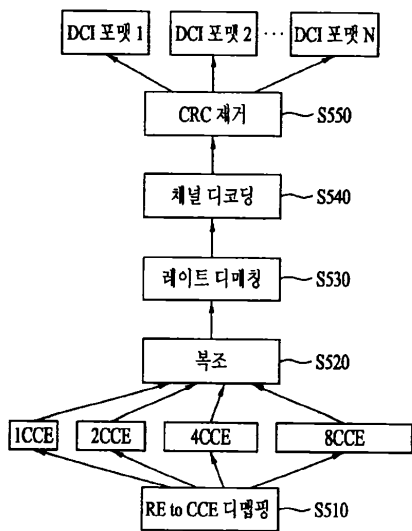 DCI 포맷 1 DCI 포맷 2 ··· DCI 포맷 N
CRC 제거 S550
채널 디코딩 S540
레이트 디매칭 S530
복조 S520
1CCE 2CCE 4CCE 8CCE
RE to CCE 디맵핑 S510